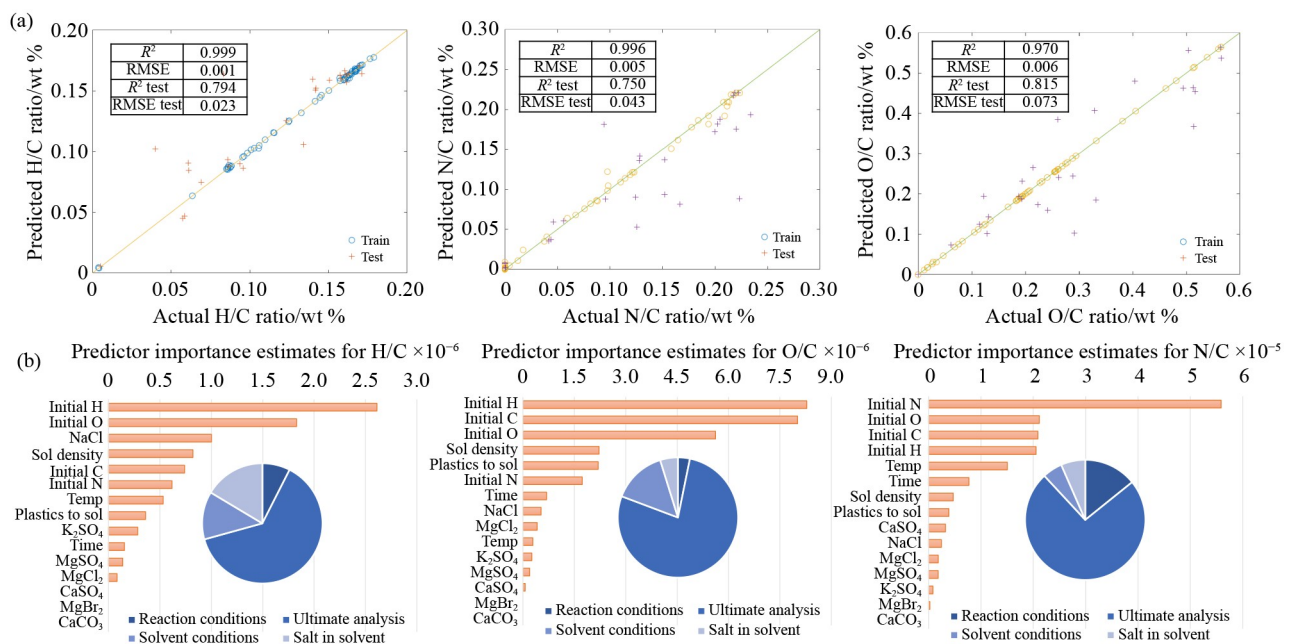 (a)
0.20
0.15
0.10
0.05
0
Predicted H/C ratio/wt %
R² 0.999
RMSE 0.001
R² test 0.794
RMSE test 0.023
Train
Test
0 0.05 0.10 0.15 0.20
Actual H/C ratio/wt %
0.30
0.25
0.20
0.15
0.10
0.05
0
Predicted N/C ratio/wt %
R² 0.996
RMSE 0.005
R² test 0.750
RMSE test 0.043
Train
Test
0 0.05 0.10 0.15 0.20 0.25 0.30
Actual N/C ratio/wt %
0.6
0.5
0.4
0.3
0.2
0.1
0
Predicted O/C ratio/wt %
R² 0.970
RMSE 0.006
R² test 0.815
RMSE test 0.073
Train
Test
0 0.1 0.2 0.3 0.4 0.5 0.6
Actual O/C ratio/wt %
(b)
Predictor importance estimates for H/C ×10⁻⁶
0 0.5 1.0 1.5 2.0 2.5 3.0
Initial H
Initial O
NaCl
Sol density
Initial C
Initial N
Temp
Plastics to sol
K₂SO₄
Time
MgSO₄
MgCl₂
CaSO₄
MgBr₂
CaCO₃
Reaction conditions Ultimate analysis
Solvent conditions Salt in solvent
Predictor importance estimates for O/C ×10⁻⁶
0 1.5 3.0 4.5 6.0 7.5 9.0
Initial H
Initial C
Initial O
Sol density
Plastics to sol
Initial N
Time
NaCl
MgCl₂
Temp
K₂SO₄
MgSO₄
CaSO₄
MgBr₂
CaCO₃
Reaction conditions Ultimate analysis
Solvent conditions Salt in solvent
Predictor importance estimates for N/C ×10⁻⁵
0 1 2 3 4 5 6
Initial N
Initial O
Initial C
Initial H
Temp
Time
Sol density
Plastics to sol
CaSO₄
NaCl
MgCl₂
MgSO₄
K₂SO₄
MgBr₂
CaCO₃
Reaction conditions Ultimate analysis
Solvent conditions Salt in solvent